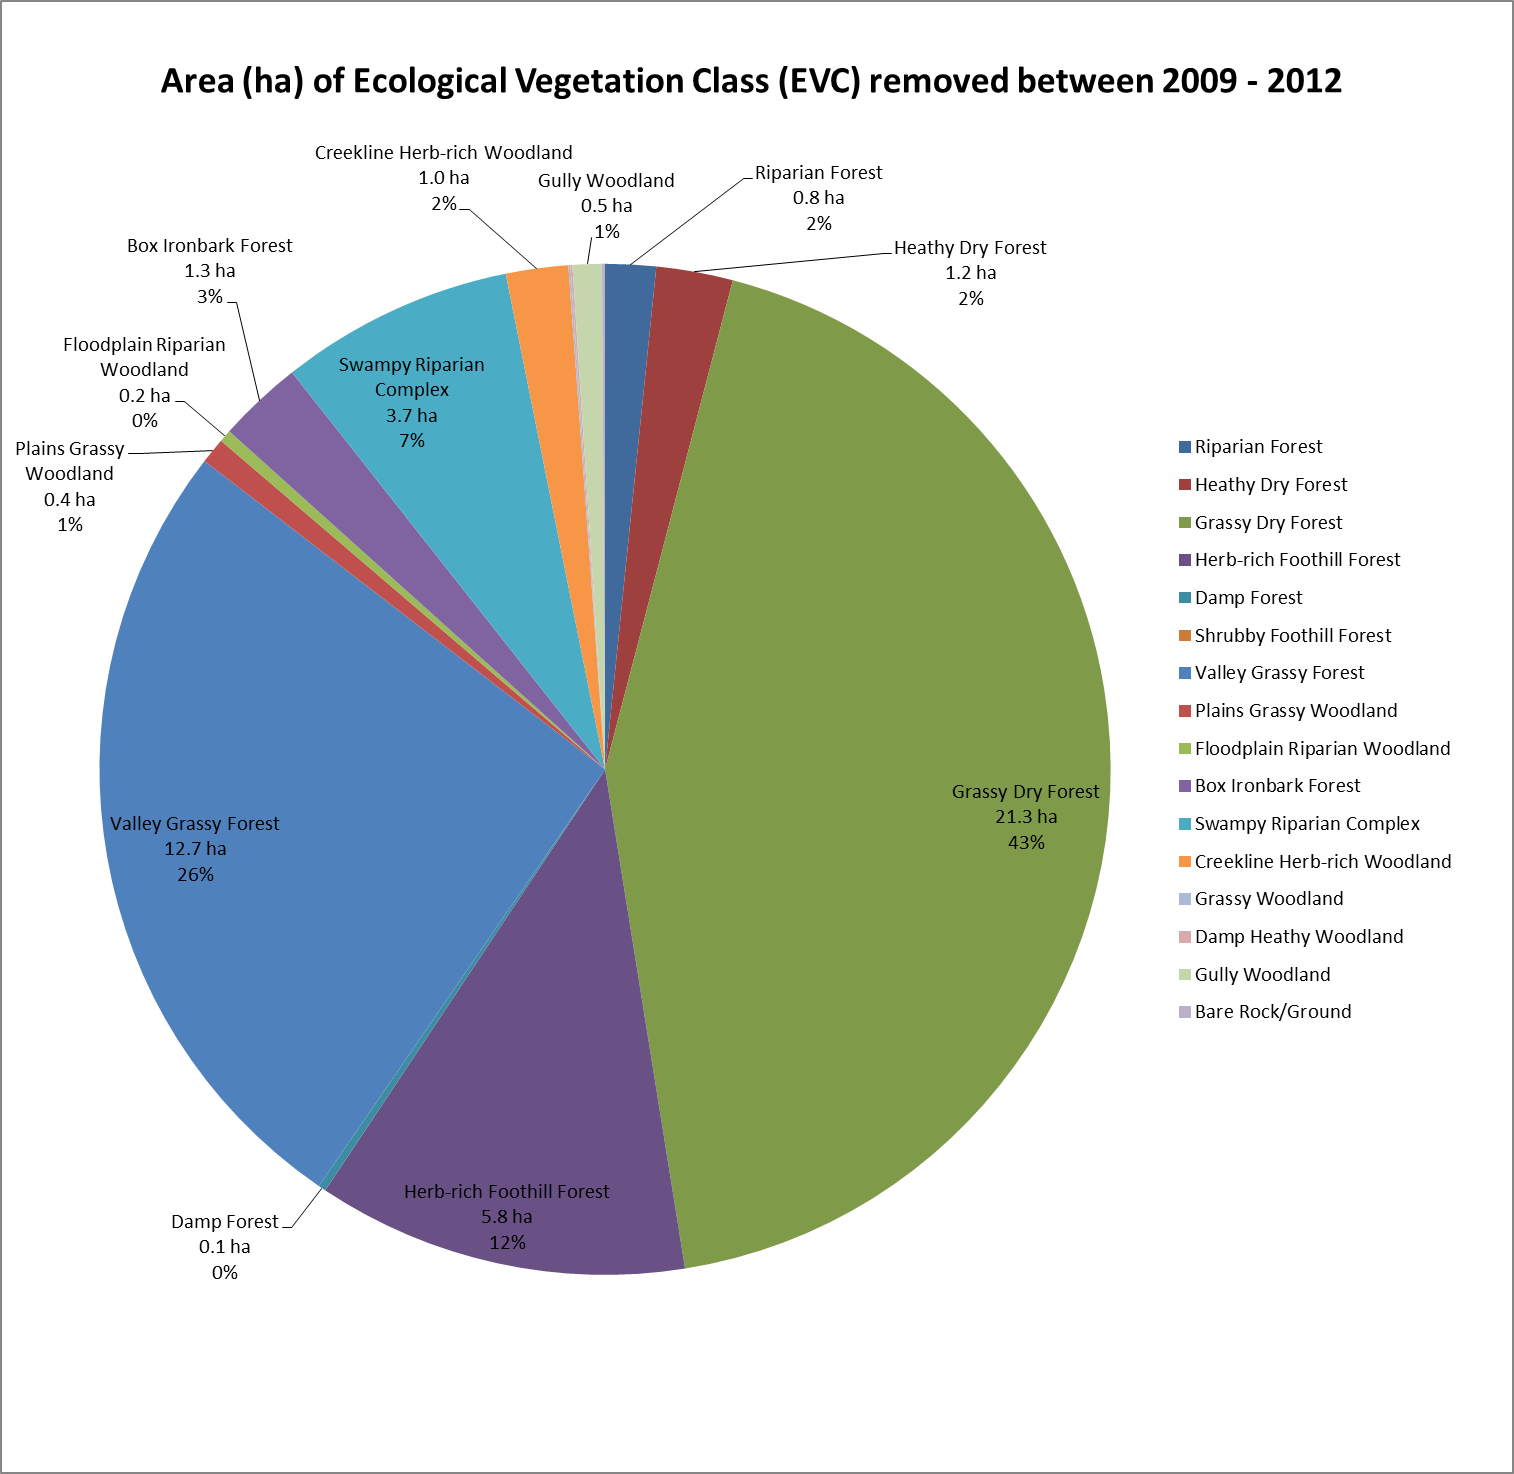 Area (ha) of Ecological Vegetation Class (EVC) removed between 2009 - 2012
Creekline Herb-rich Woodland
1.0 ha
2%
Gully Woodland
0.5 ha
1%
Riparian Forest
0.8 ha
2%
Heathy Dry Forest
1.2 ha
2%
Box Ironbark Forest
1.3 ha
3%
Floodplain Riparian
Woodland
0.2 ha
0%
Swampy Riparian
Complex
3.7 ha
7%
Plains Grassy
Woodland
0.4 ha
1%
Grassy Dry Forest
21.3 ha
43%
Valley Grassy Forest
12.7 ha
26%
Herb-rich Foothill Forest
5.8 ha
12%
Damp Forest
0.1 ha
0%
Riparian Forest
Heathy Dry Forest
Grassy Dry Forest
Herb-rich Foothill Forest
Damp Forest
Shrubby Foothill Forest
Valley Grassy Forest
Plains Grassy Woodland
Floodplain Riparian Woodland
Box Ironbark Forest
Swampy Riparian Complex
Creekline Herb-rich Woodland
Grassy Woodland
Damp Heathy Woodland
Gully Woodland
Bare Rock/Ground